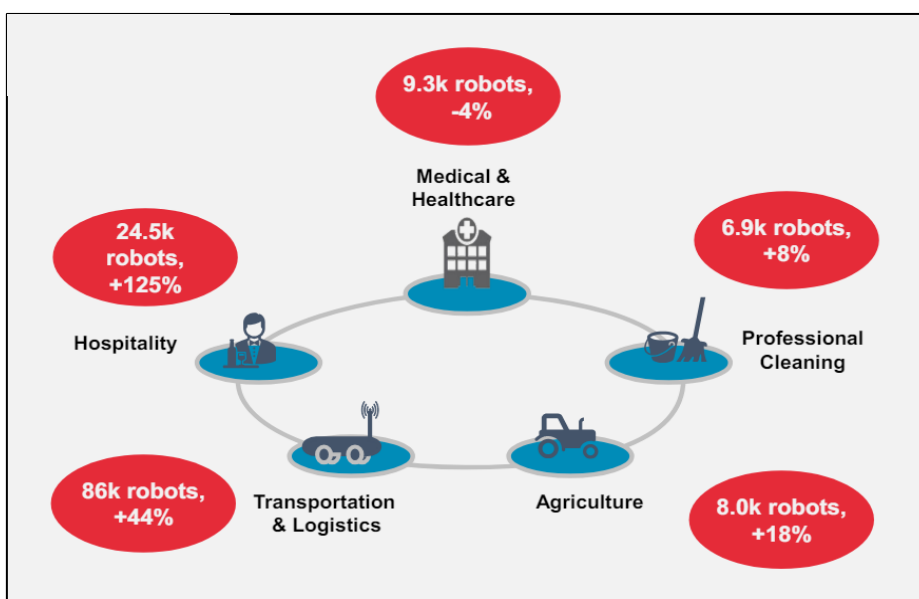 9.3k robots,
-4%
Medical &
Healthcare
24.5k
robots,
+125%
6.9k robots,
+8%
Hospitality
Professional
Cleaning
86k robots,
+44%
Transportation
& Logistics
Agriculture
8.0k robots,
+18%